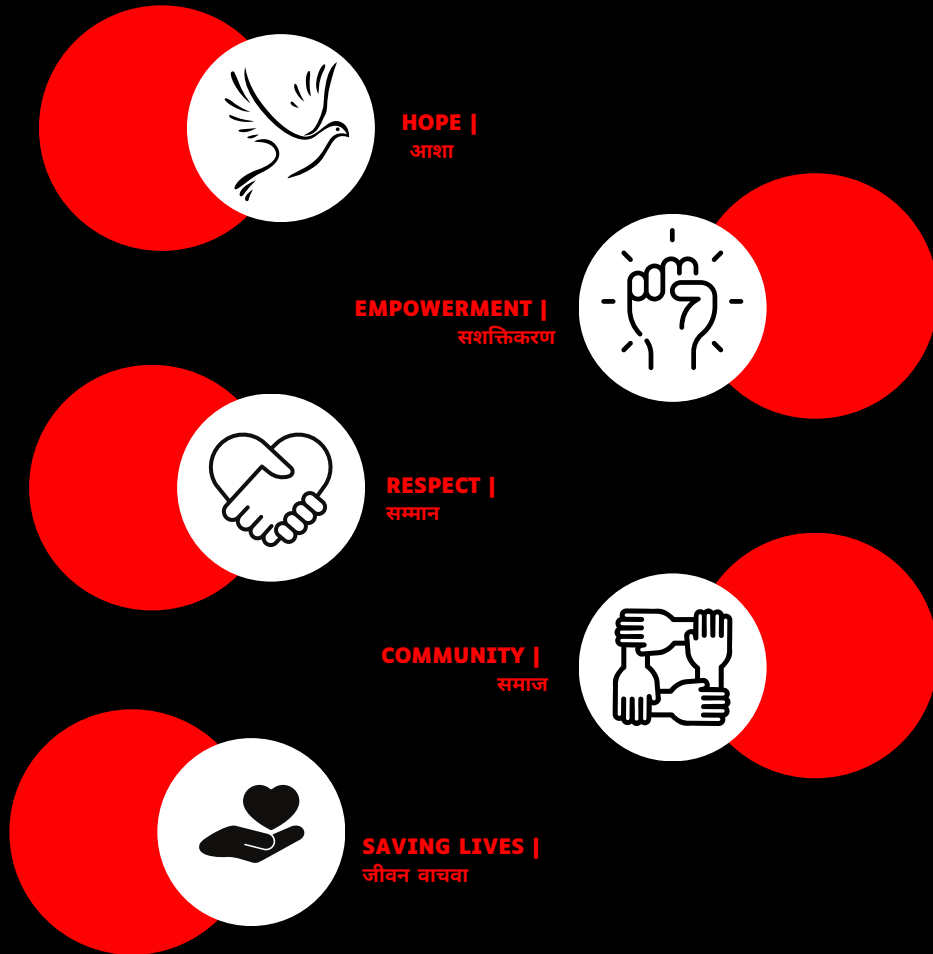 HOPE |
आशा
EMPOWERMENT |
सशक्तिकरण
RESPECT |
सम्मान
COMMUNITY |
समाज
SAVING LIVES |
जीवन वाचवा